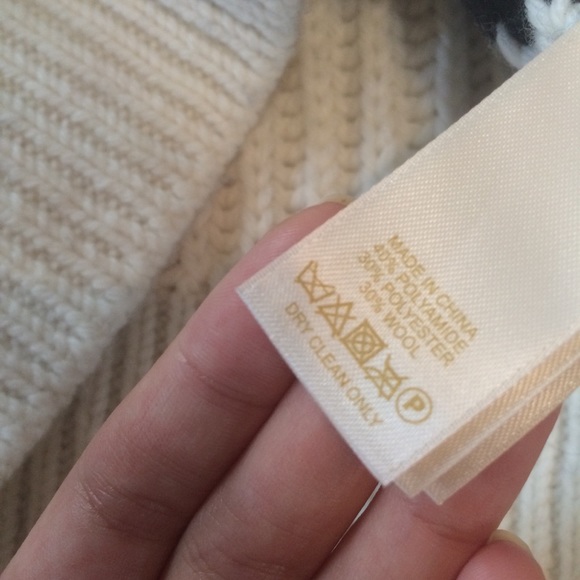 MADE IN CHINA
40% POLYAMIDE
30% POLYESTER
30% WOOL
P
DRY CLEAN ONLY